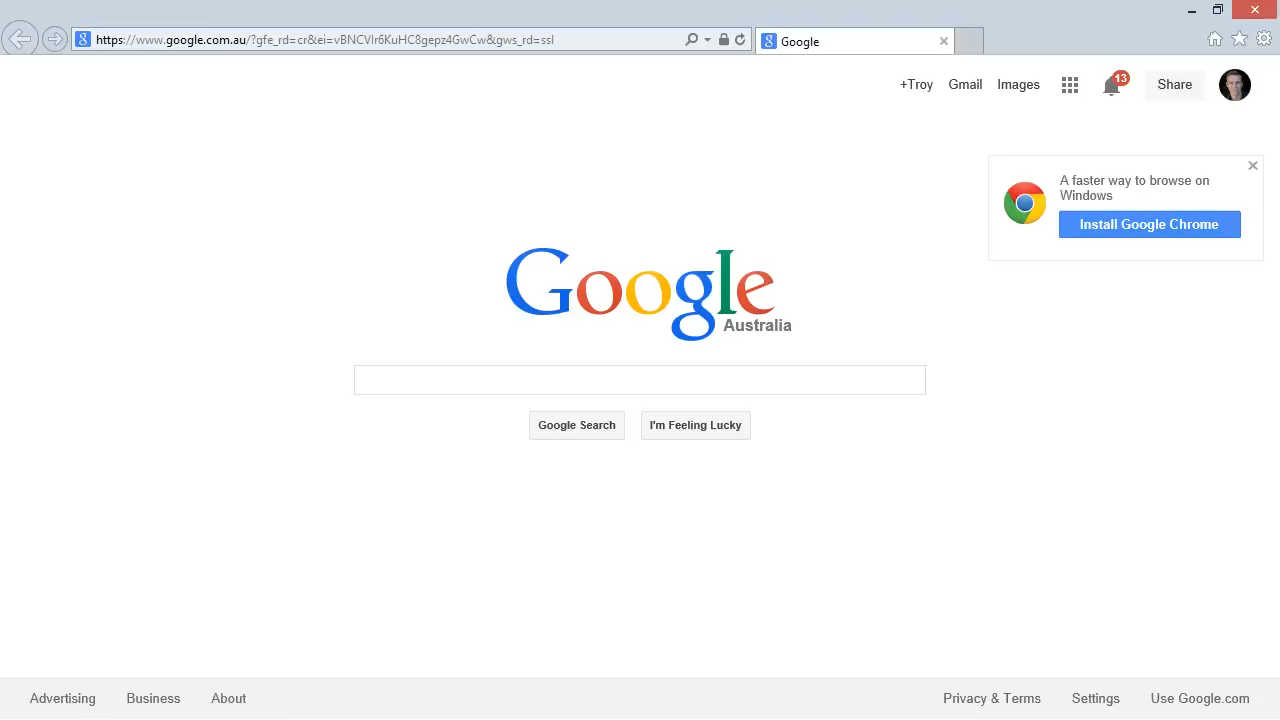 https://www.google.com.au/?gfe_rd=cr&ei=vBNCVIr6KuHC8gepz4GwCw&gws_rd=ssl
Google
+Troy Gmail Images 13 Share
A faster way to browse on
Windows
Install Google Chrome
Google
Australia
Google Search I'm Feeling Lucky
Advertising Business About Privacy & Terms Settings Use Google.com